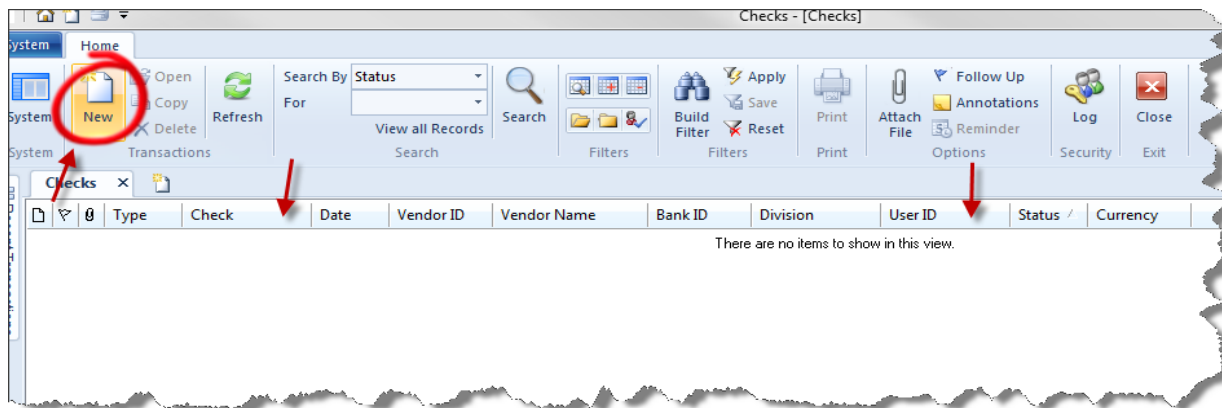 Checks - [Checks]
System Home
System
New
Open
Copy
Delete
Refresh
Search By Status
For
View all Records
Search
Build Filter
Apply
Save
Reset
Print
Attach File
Follow Up
Annotations
Reminder
Log
Close
System Transactions Search Filters Filters Print Options Security Exit
Checks
Type Check Date Vendor ID Vendor Name Bank ID Division User ID Status Currency
There are no items to show in this view.